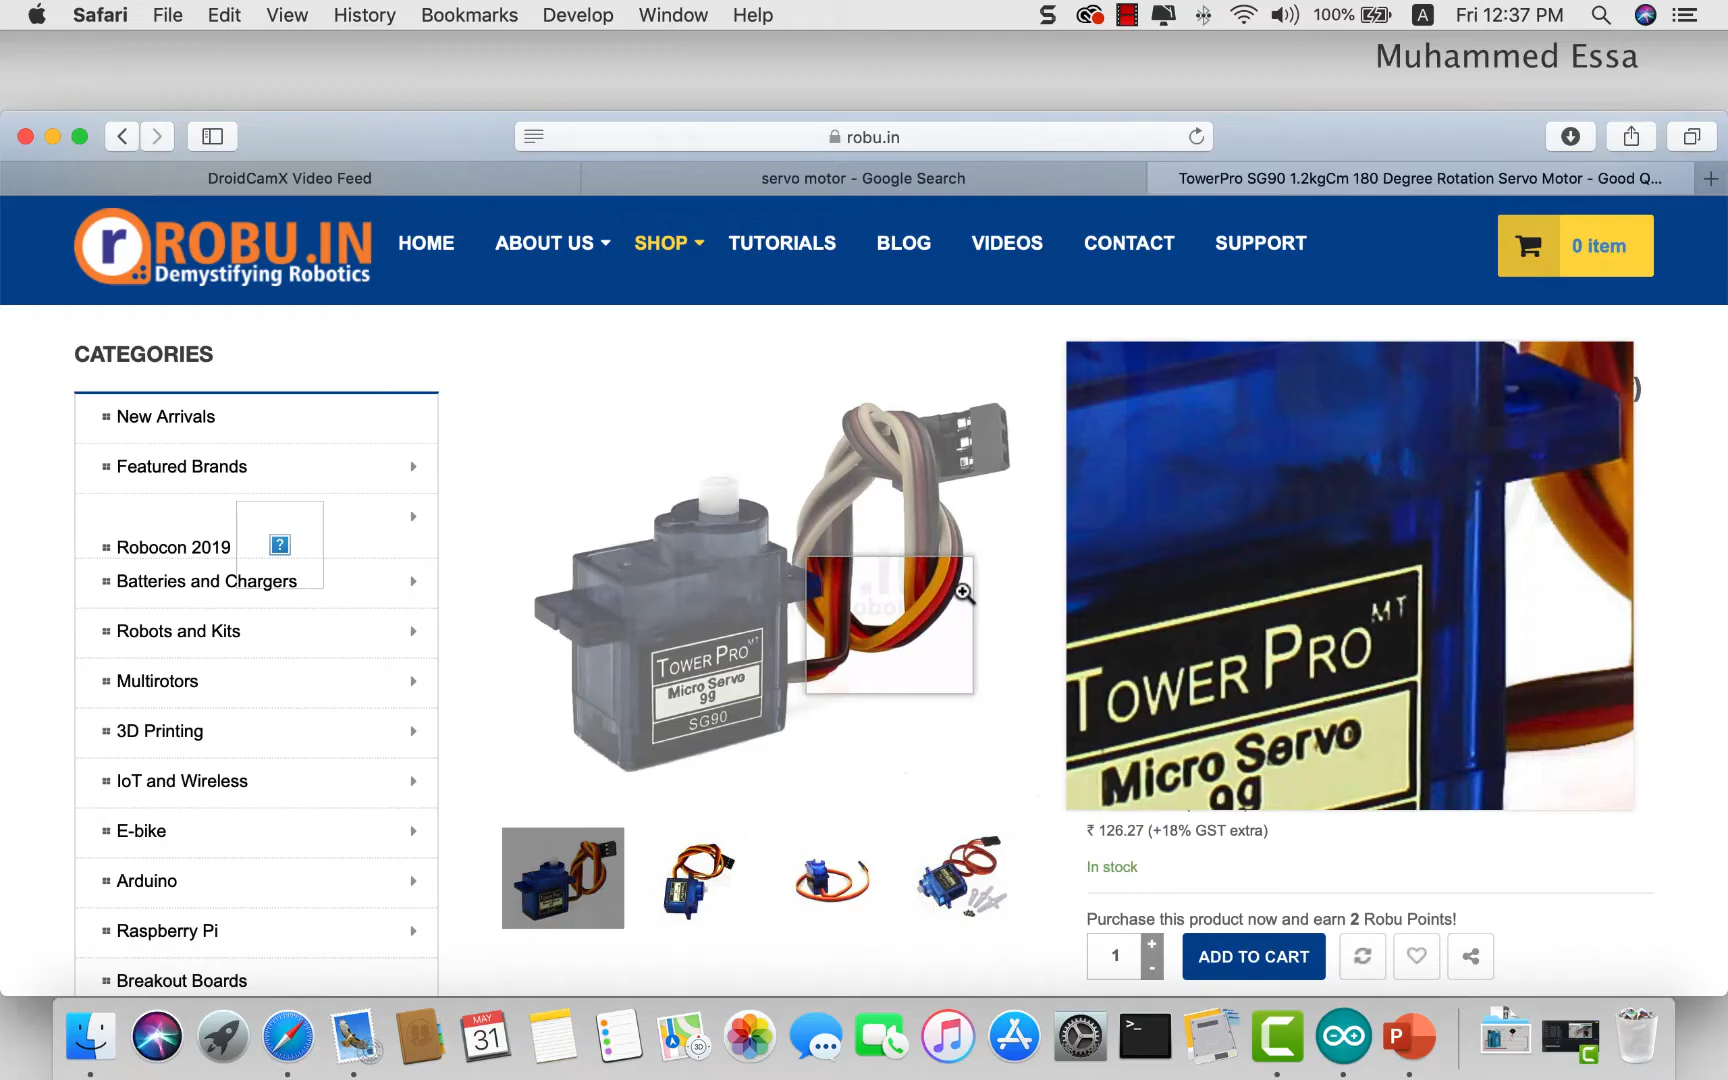 Safari File Edit View History Bookmarks Develop Window Help 100% A Fri 12:37 PM
Muhammed Essa
robu.in
DroidCamX Video Feed
servo motor - Google Search
TowerPro SG90 1.2kgCm 180 Degree Rotation Servo Motor - Good Q...
r ROBU.IN
Demystifying Robotics
HOME ABOUT US SHOP TUTORIALS BLOG VIDEOS CONTACT SUPPORT
0 item
CATEGORIES
New Arrivals
Featured Brands
Robocon 2019
Batteries and Chargers
Robots and Kits
Multirotors
3D Printing
IoT and Wireless
E-bike
Arduino
Raspberry Pi
Breakout Boards
TOWER PRO MT
Micro Servo
9g
SG90
TOWER PRO MT
Micro Servo
9g
₹ 126.27 (+18% GST extra)
In stock
Purchase this product now and earn 2 Robu Points!
1 + -
ADD TO CART
MAY
31
3D